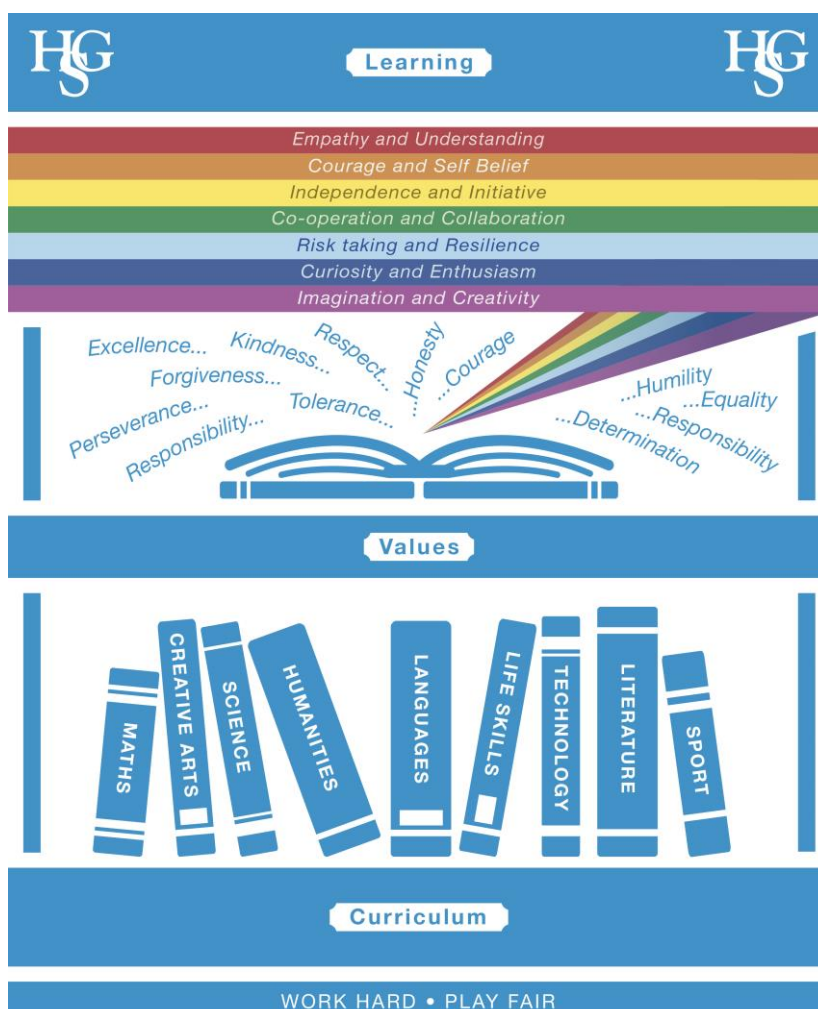 HSG
Learning
HSG
Empathy and Understanding
Courage and Self Belief
Independence and Initiative
Co-operation and Collaboration
Risk taking and Resilience
Curiosity and Enthusiasm
Imagination and Creativity
Excellence...
Kindness...
Respect...
...Honesty
...Courage
Forgiveness...
Tolerance...
Perseverance...
Responsibility...
...Humility
...Equality
...Responsibility
...Determination
Values
MATHS
CREATIVE ARTS
SCIENCE
HUMANITIES
LANGUAGES
LIFE SKILLS
TECHNOLOGY
LITERATURE
SPORT
Curriculum
WORK HARD • PLAY FAIR